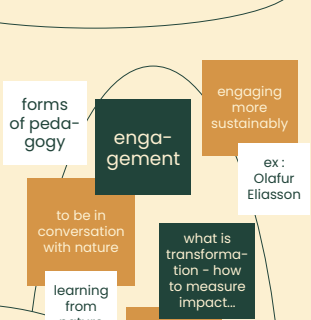 engaging
more
sustainably
forms
of peda-
gogy
enga-
gement
ex :
Olafur
Eliasson
to be in
conversation
with nature
what is
transforma-
tion - how
to measure
impact...
learning
from
nature